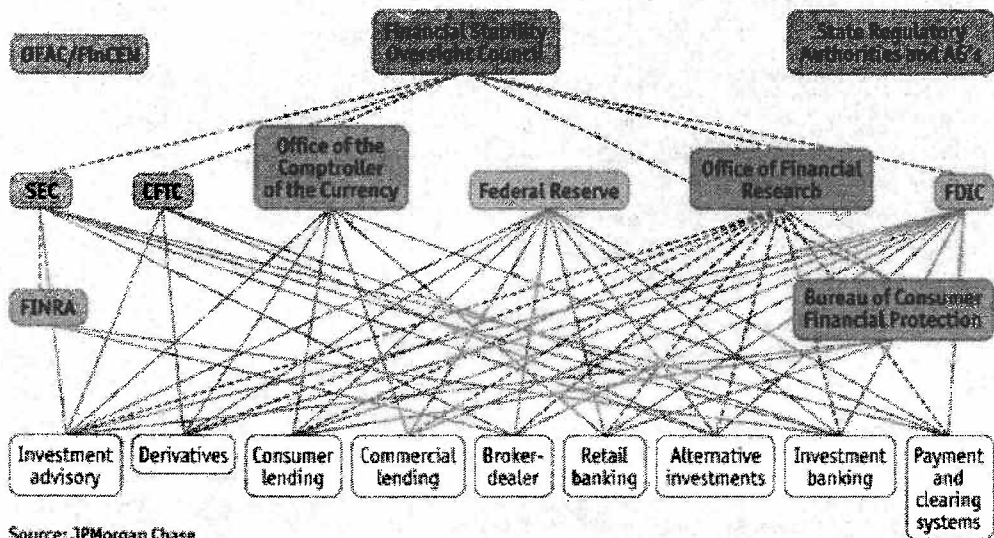 OFAC/FinCEN
Financial Stability
Oversight Council
State Regulatory
Authorities and AG's
SEC
CFTC
Office of the
Comptroller
of the Currency
Federal Reserve
Office of Financial
Research
FDIC
FINRA
Bureau of Consumer
Financial Protection
Investment
advisory
Derivatives
Consumer
lending
Commercial
lending
Broker-
dealer
Retail
banking
Alternative
investments
Investment
banking
Payment
and
clearing
systems
Source: JPMorgan Chase